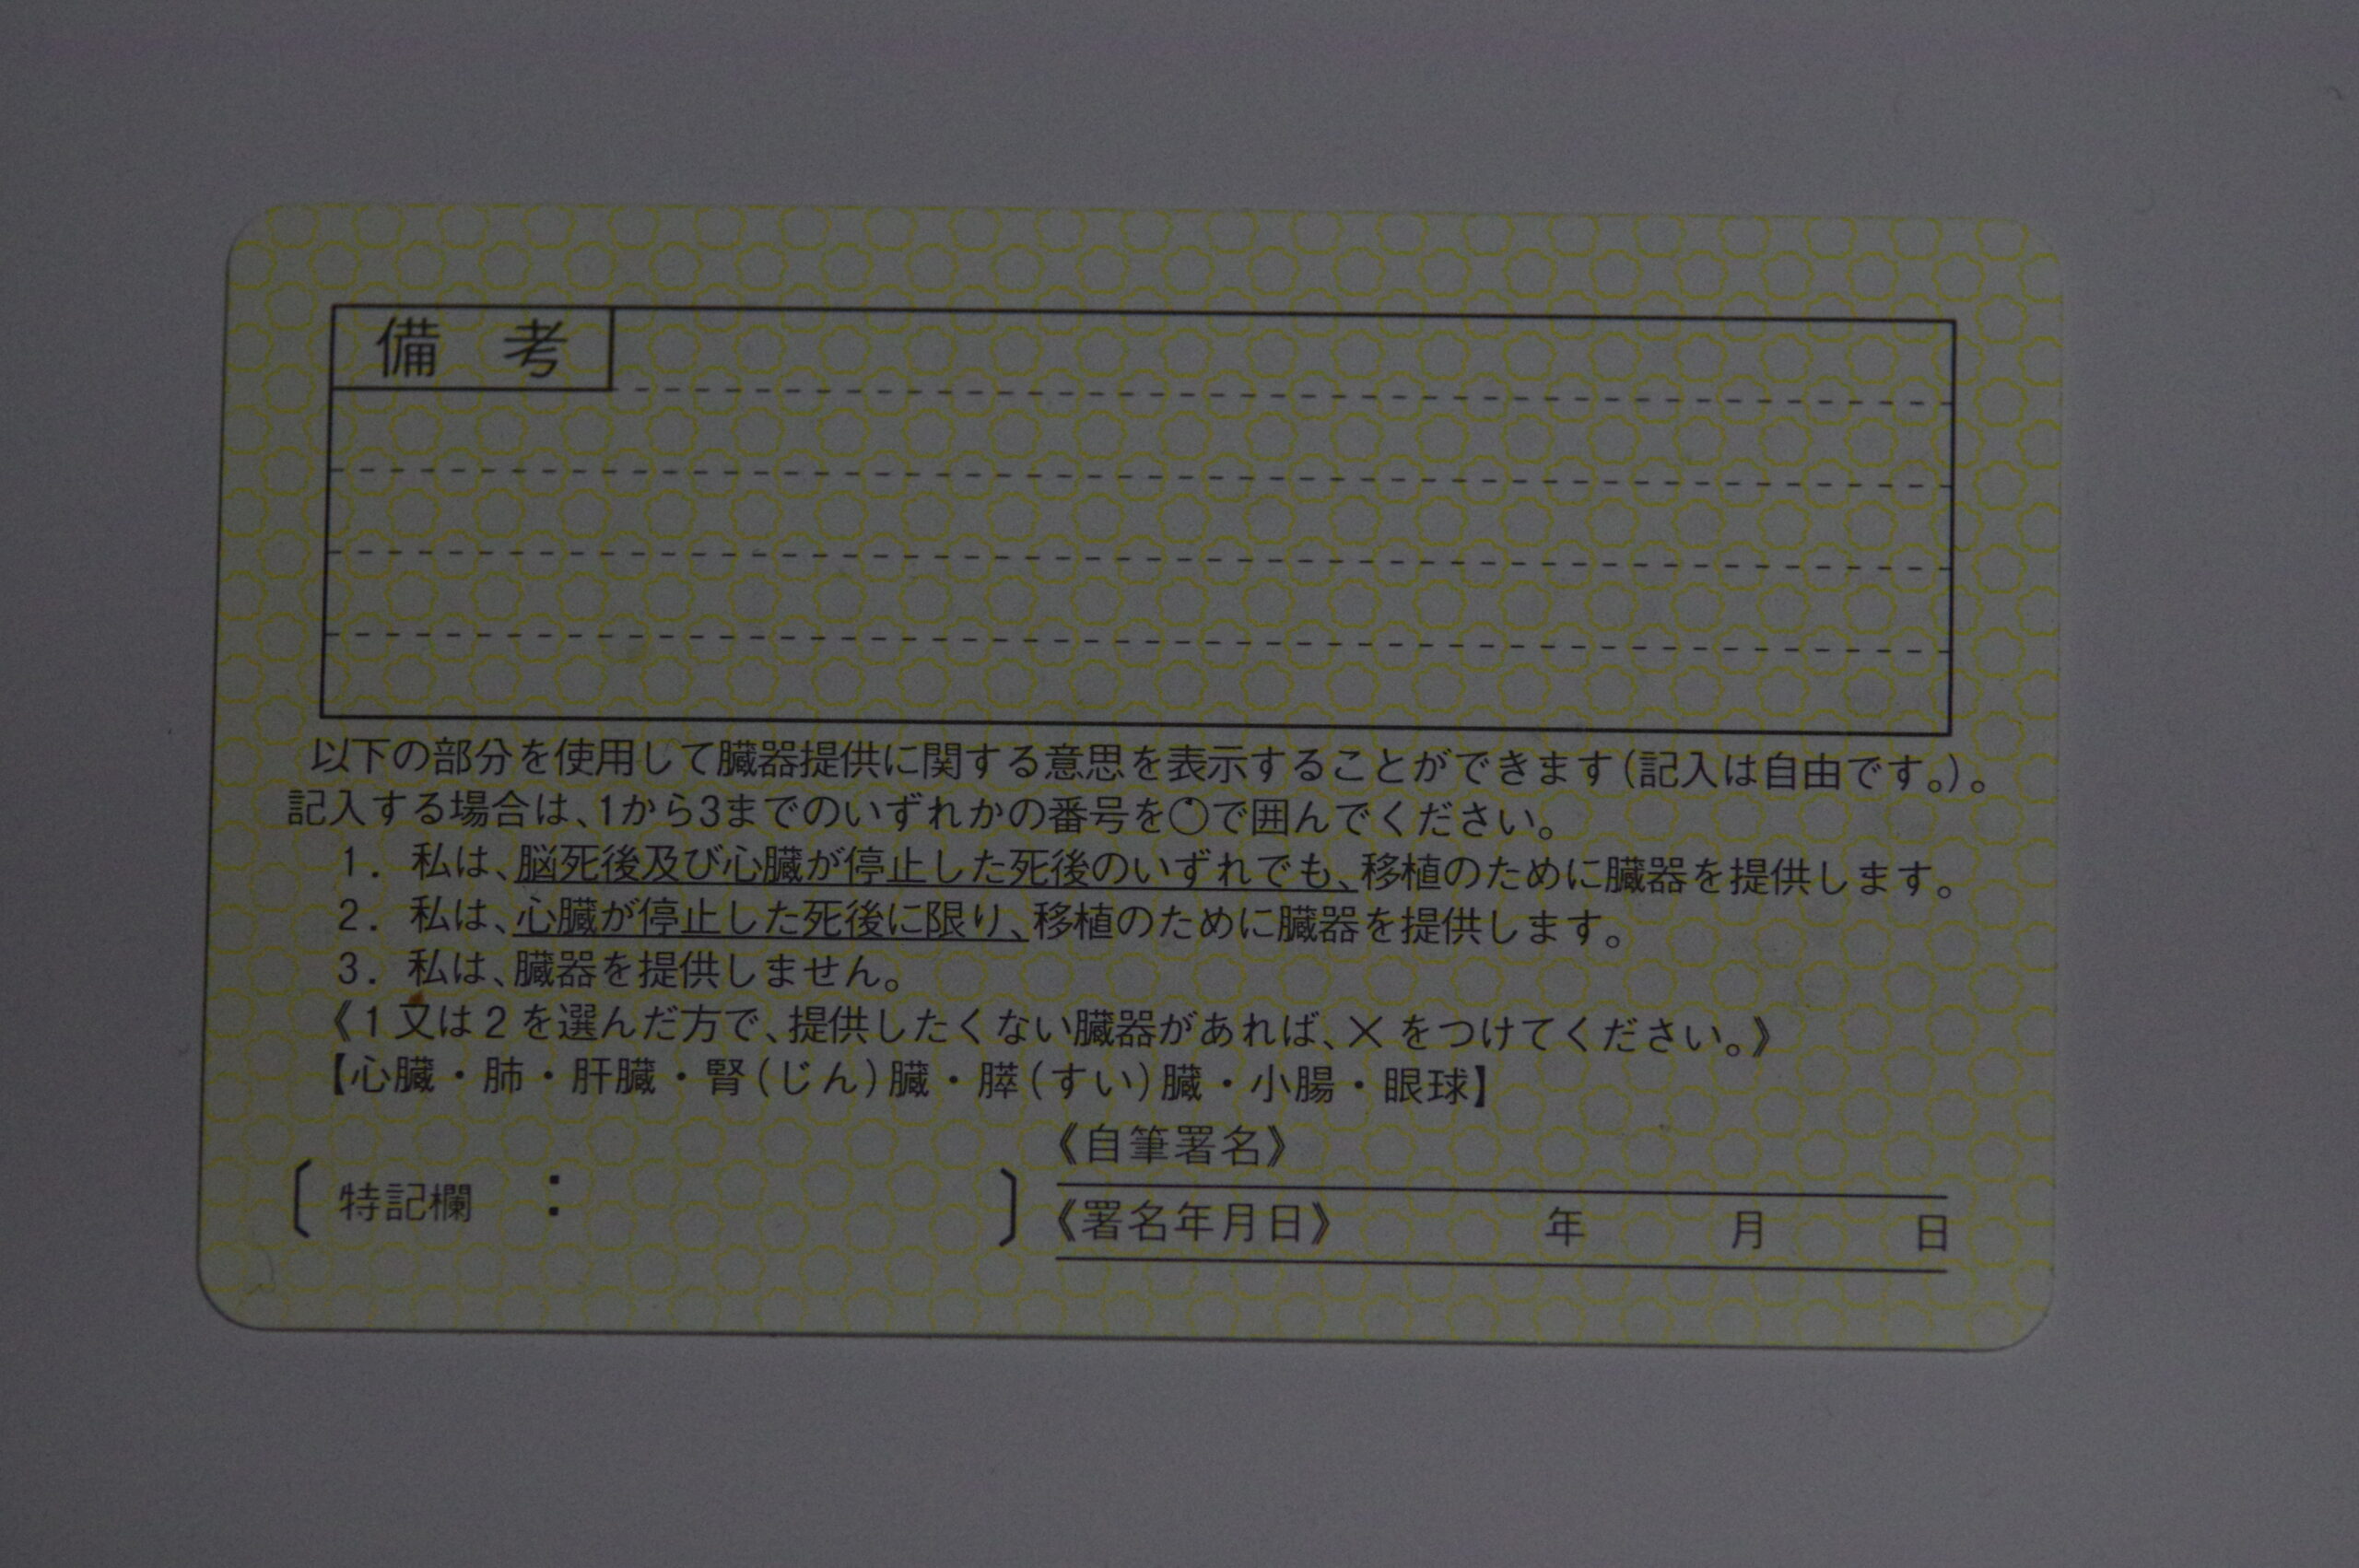 備　考
以下の部分を使用して臓器提供に関する意思を表示することができます(記入は自由です。)。
記入する場合は、1から3までのいずれかの番号を○で囲んでください。
1. 私は、脳死後及び心臓が停止した死後のいずれでも、移植のために臓器を提供します。
2. 私は、心臓が停止した死後に限り、移植のために臓器を提供します。
3. 私は、臓器を提供しません。
《1又は2を選んだ方で、提供したくない臓器があれば、×をつけてください。》
【心臓・肺・肝臓・腎(じん)臓・膵(すい)臓・小腸・眼球】
〔特記欄　：　〕
《自筆署名》
《署名年月日》　年　月　日